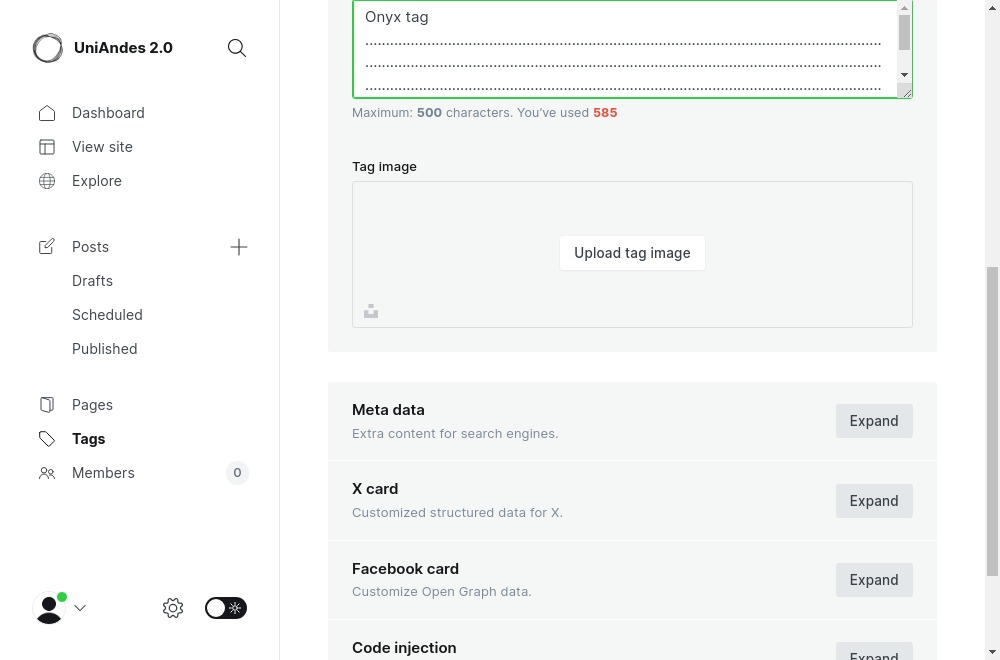 UniAndes 2.0
Dashboard
View site
Explore
Posts
Drafts
Scheduled
Published
Pages
Tags
Members
0
Onyx tag
................................................................................................................................
................................................................................................................................
................................................................................................................................
Maximum: 500 characters. You've used 585
Tag image
Upload tag image
Meta data
Extra content for search engines.
Expand
X card
Customized structured data for X.
Expand
Facebook card
Customize Open Graph data.
Expand
Code injection
Expand